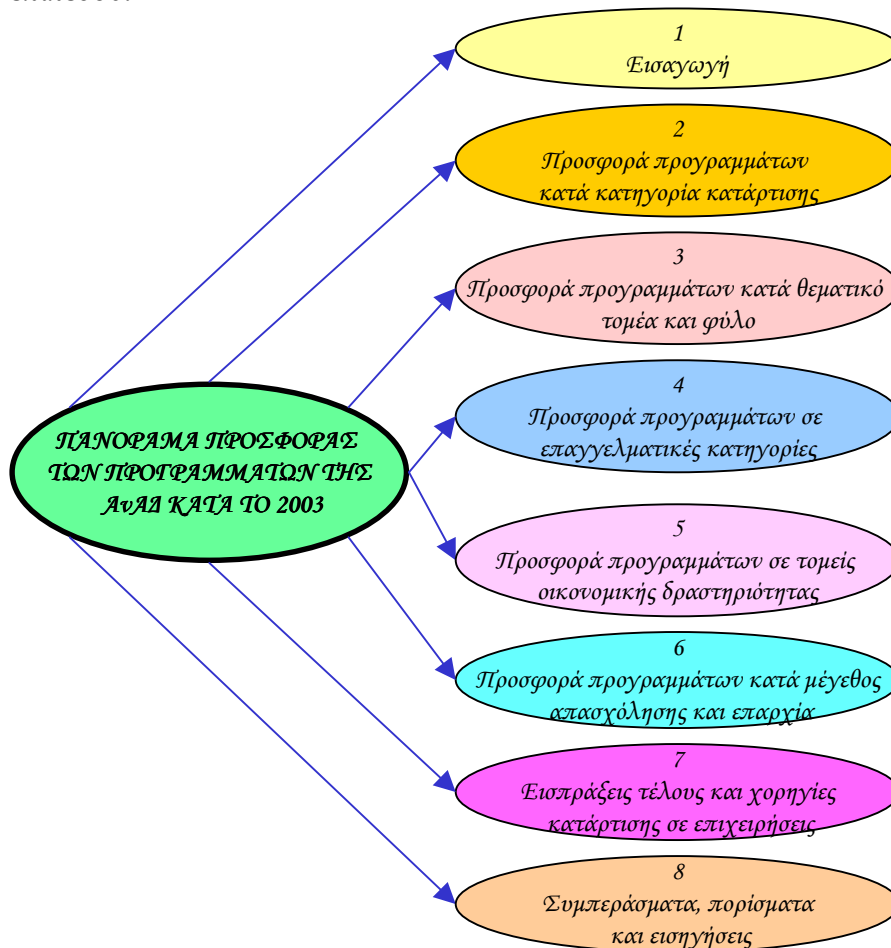 1
Εισαγωγή
2
Προσφορά προγραμμάτων
κατά κατηγορία κατάρτισης
3
Προσφορά προγραμμάτων κατά θεματικό
τομέα και φύλο
4
Προσφορά προγραμμάτων σε
επαγγελματικές κατηγορίες
ΠΑΝΟΡΑΜΑ ΠΡΟΣΦΟΡΑΣ
ΤΩΝ ΠΡΟΓΡΑΜΜΑΤΩΝ ΤΗΣ
ΑνΑΔ ΚΑΤΑ ΤΟ 2003
5
Προσφορά προγραμμάτων σε τομείς
οικονομικής δραστηριότητας
6
Προσφορά προγραμμάτων κατά μέγεθος
απασχόλησης και επαρχία
7
Εισπράξεις τέλους και χορηγίες
κατάρτισης σε επιχειρήσεις
8
Συμπεράσματα, πορίσματα
και εισηγήσεις